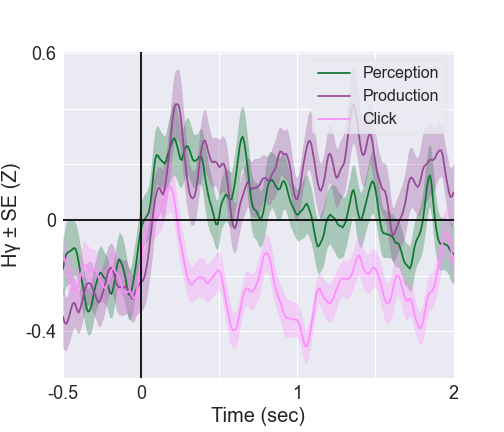 0.6
Perception
Production
Click
Hγ ± SE (Z)
0
-0.4
-0.5 0 1 2
Time (sec)